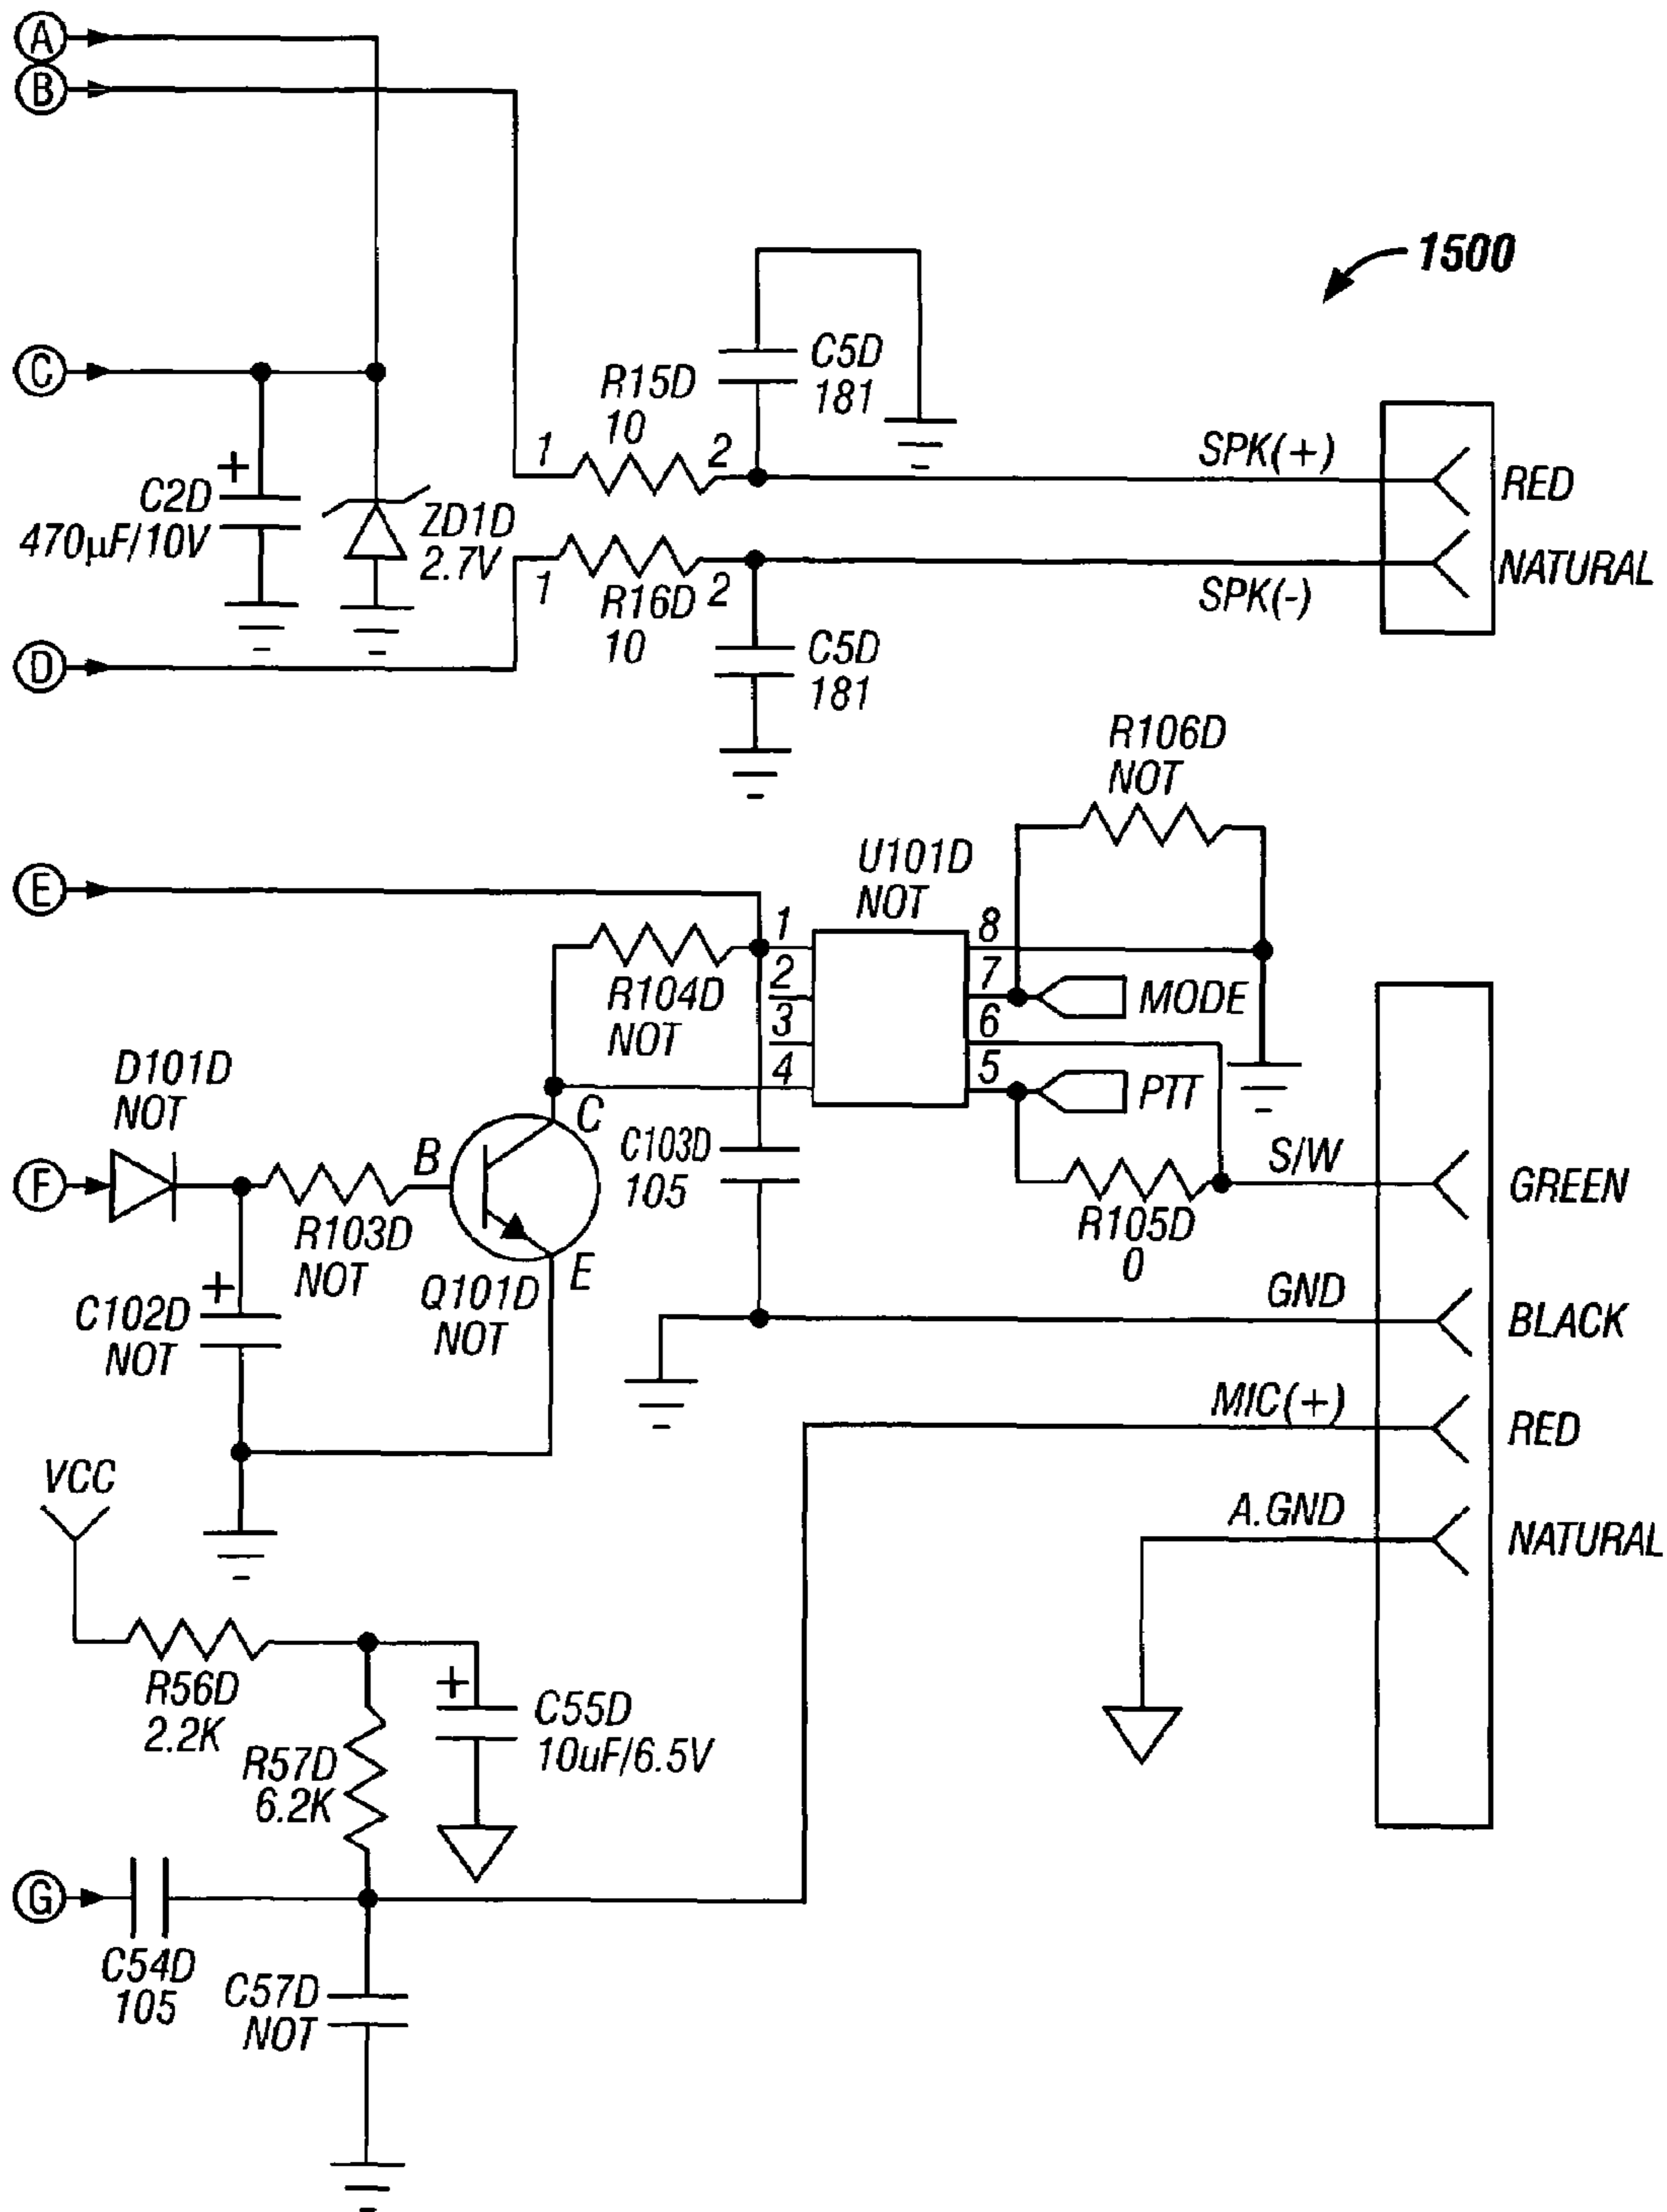 A
B
1500
C
C5D
181
R15D
10
1
2
SPK(+)
RED
+
C2D
470μF/10V
ZD1D
2.7V
NATURAL
1
R16D
10
2
SPK(-)
D
C5D
181
R106D
NOT
U101D
NOT
E
1
2
3
4
8
7
6
5
R104D
NOT
MODE
PTT
D101D
NOT
F
B
C
E
C103D
105
S/W
GREEN
R103D
NOT
R105D
0
+
C102D
NOT
Q101D
NOT
GND
BLACK
MIC(+)
RED
VCC
A.GND
NATURAL
R56D
2.2K
+
C55D
10uF/6.5V
R57D
6.2K
G
C54D
105
C57D
NOT